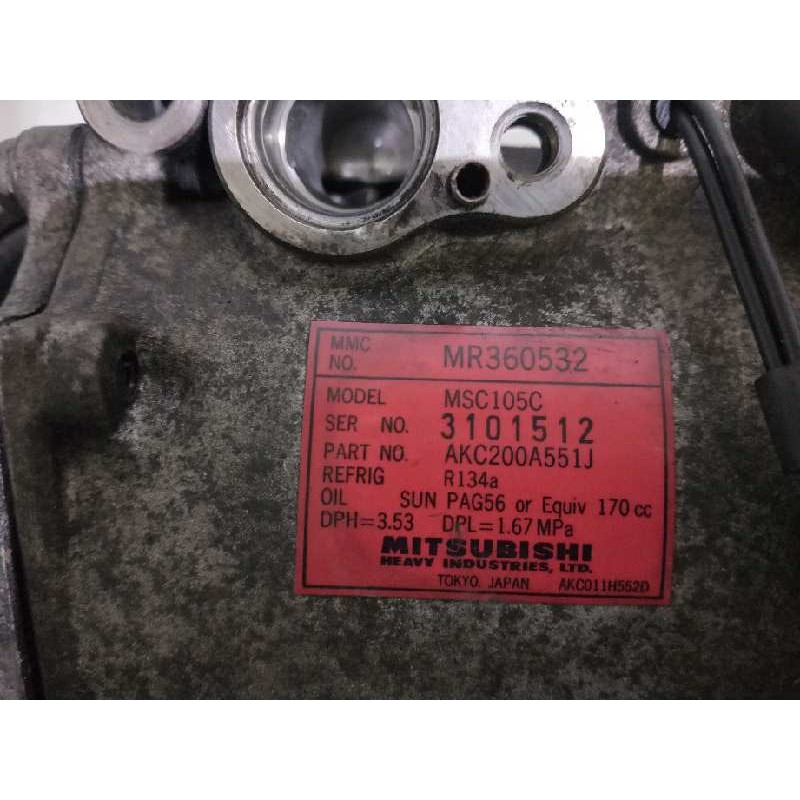 MMC NO. MR360532
MODEL MSC105C
SER NO. 3101512
PART NO. AKC200A551J
REFRIG R134a
OIL SUN PAG56 or Equiv 170 cc
DPH=3.53 DPL=1.67 MPa
MITSUBISHI
HEAVY INDUSTRIES, LTD.
TOKYO. JAPAN AKC011H552D